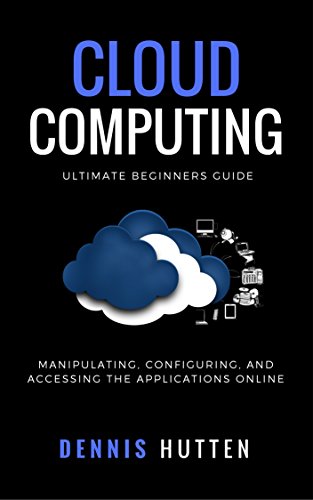 CLOUD
COMPUTING
ULTIMATE BEGINNERS GUIDE
MANIPULATING, CONFIGURING, AND
ACCESSING THE APPLICATIONS ONLINE
DENNIS HUTTEN